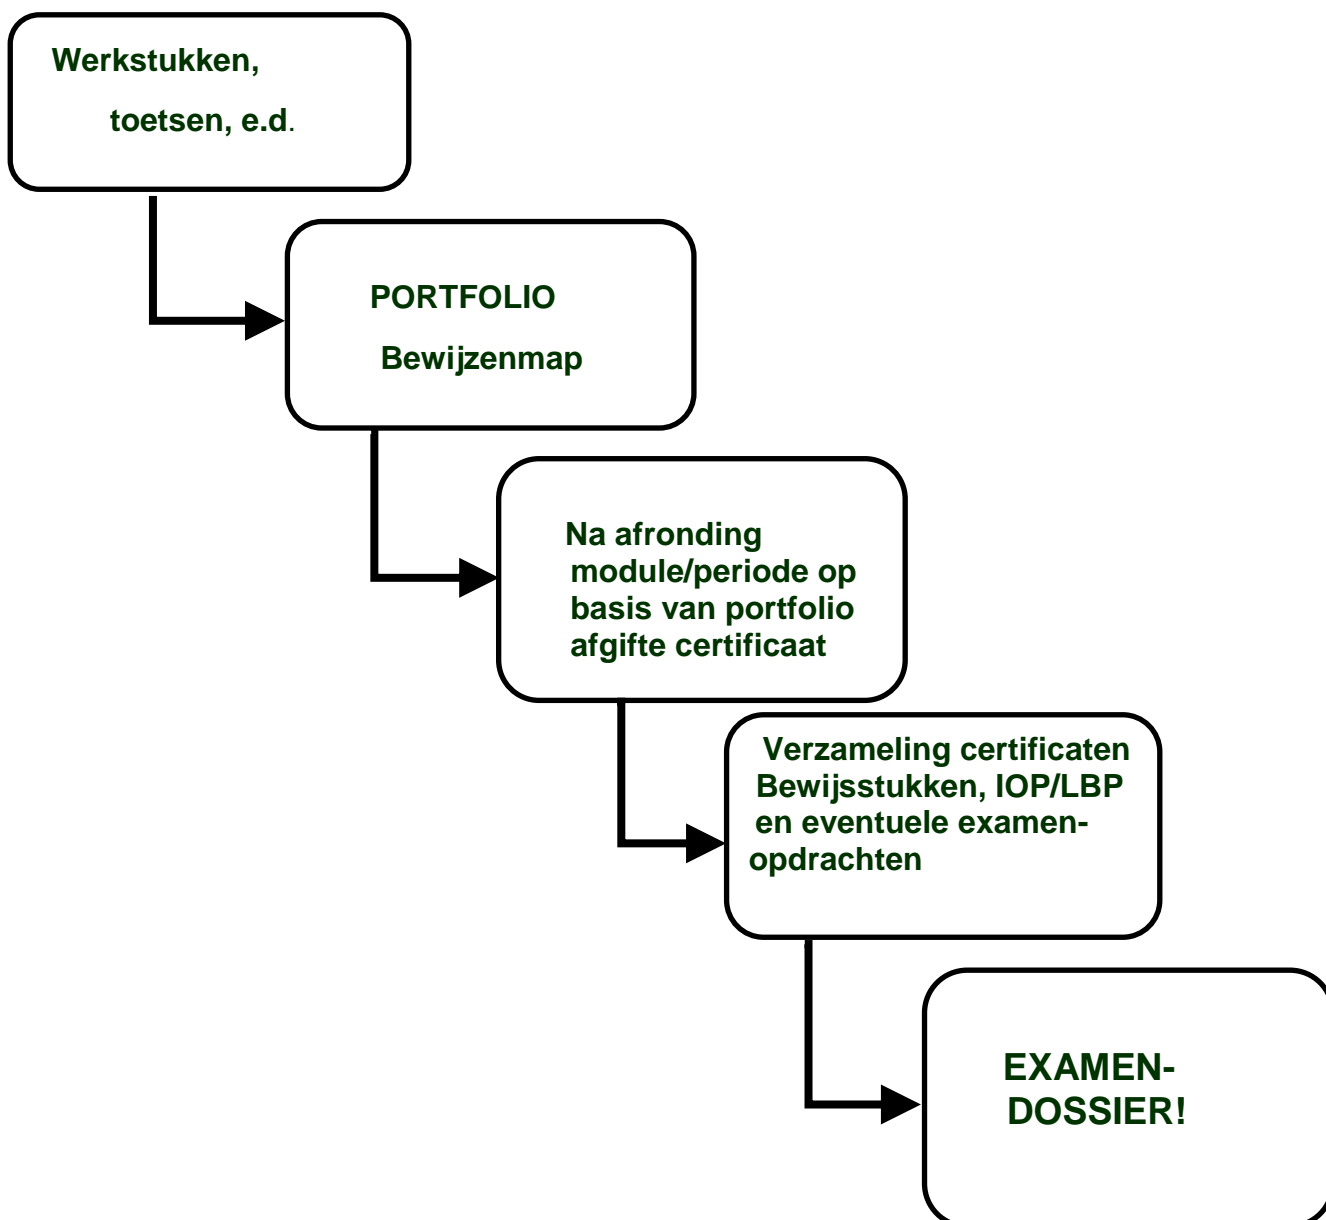 Werkstukken,
toetsen, e.d.
PORTFOLIO
Bewijzenmap
Na afronding
module/periode op
basis van portfolio
afgifte certificaat
Verzameling certificaten
Bewijsstukken, IOP/LBP
en eventuele examen-
opdrachten
EXAMEN-
DOSSIER!